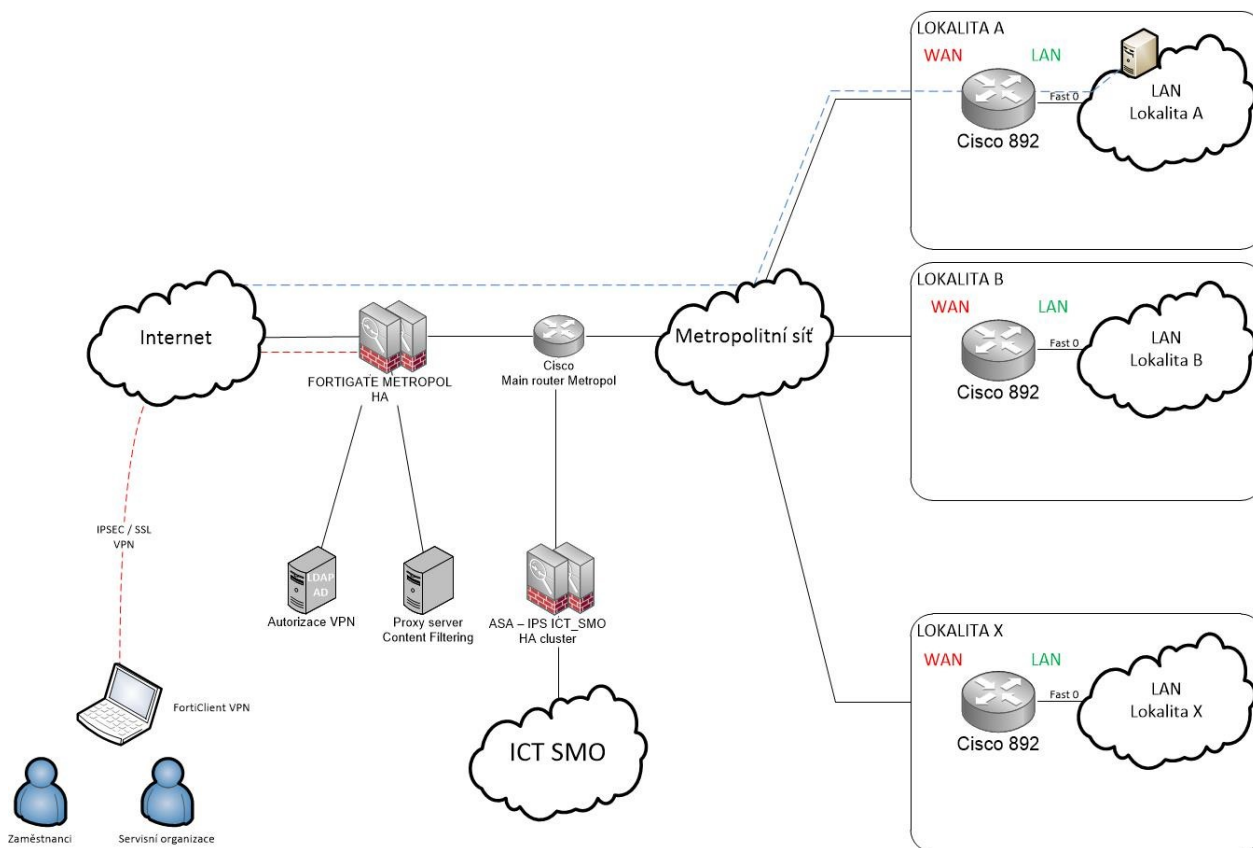 LOKALITA A
WAN
LAN
Fast 0
LAN
Lokalita A
Cisco 892
LOKALITA B
WAN
LAN
Fast 0
LAN
Lokalita B
Cisco 892
Internet
FORTIGATE METROPOL
HA
Cisco
Main router Metropol
Metropolitní síť
IPSEC / SSL
VPN
LDAP
AD
Autorizace VPN
Proxy server
Content Filtering
ASA – IPS ICT_SMO
HA cluster
LOKALITA X
WAN
LAN
Fast 0
LAN
Lokalita X
Cisco 892
FortiClient VPN
ICT SMO
Zaměstnanci
Servisní organizace